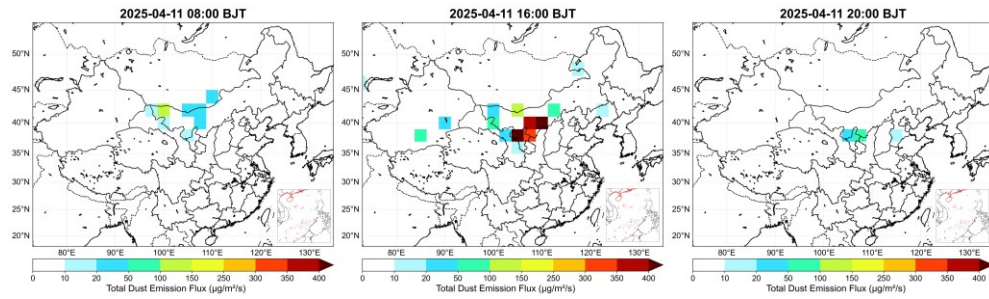 2025-04-11 08:00 BJT
50°N
45°N
40°N
35°N
30°N
25°N
20°N
80°E
90°E
100°E
110°E
120°E
130°E
0 10 20 50 100 150 250 300 350 400
Total Dust Emission Flux (μg/m²/s)
2025-04-11 16:00 BJT
50°N
45°N
40°N
35°N
30°N
25°N
20°N
80°E
90°E
100°E
110°E
120°E
130°E
0 10 20 50 100 150 250 300 350 400
Total Dust Emission Flux (μg/m²/s)
2025-04-11 20:00 BJT
50°N
45°N
40°N
35°N
30°N
25°N
20°N
80°E
90°E
100°E
110°E
120°E
130°E
0 10 20 50 100 150 250 300 350 400
Total Dust Emission Flux (μg/m²/s)